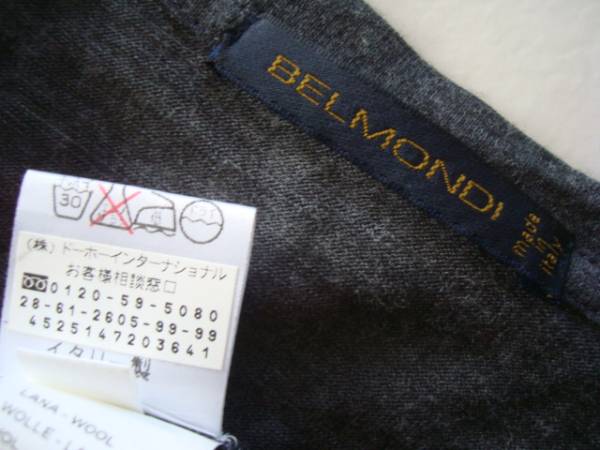 BELMONDI
made
in
italy
30
(株)ドーホーインターナショナル
お客様相談窓口
0120-59-5080
28-61-2605-99-99
4525147203641
イタリー製
LANA-WOOL
WOLLE-L